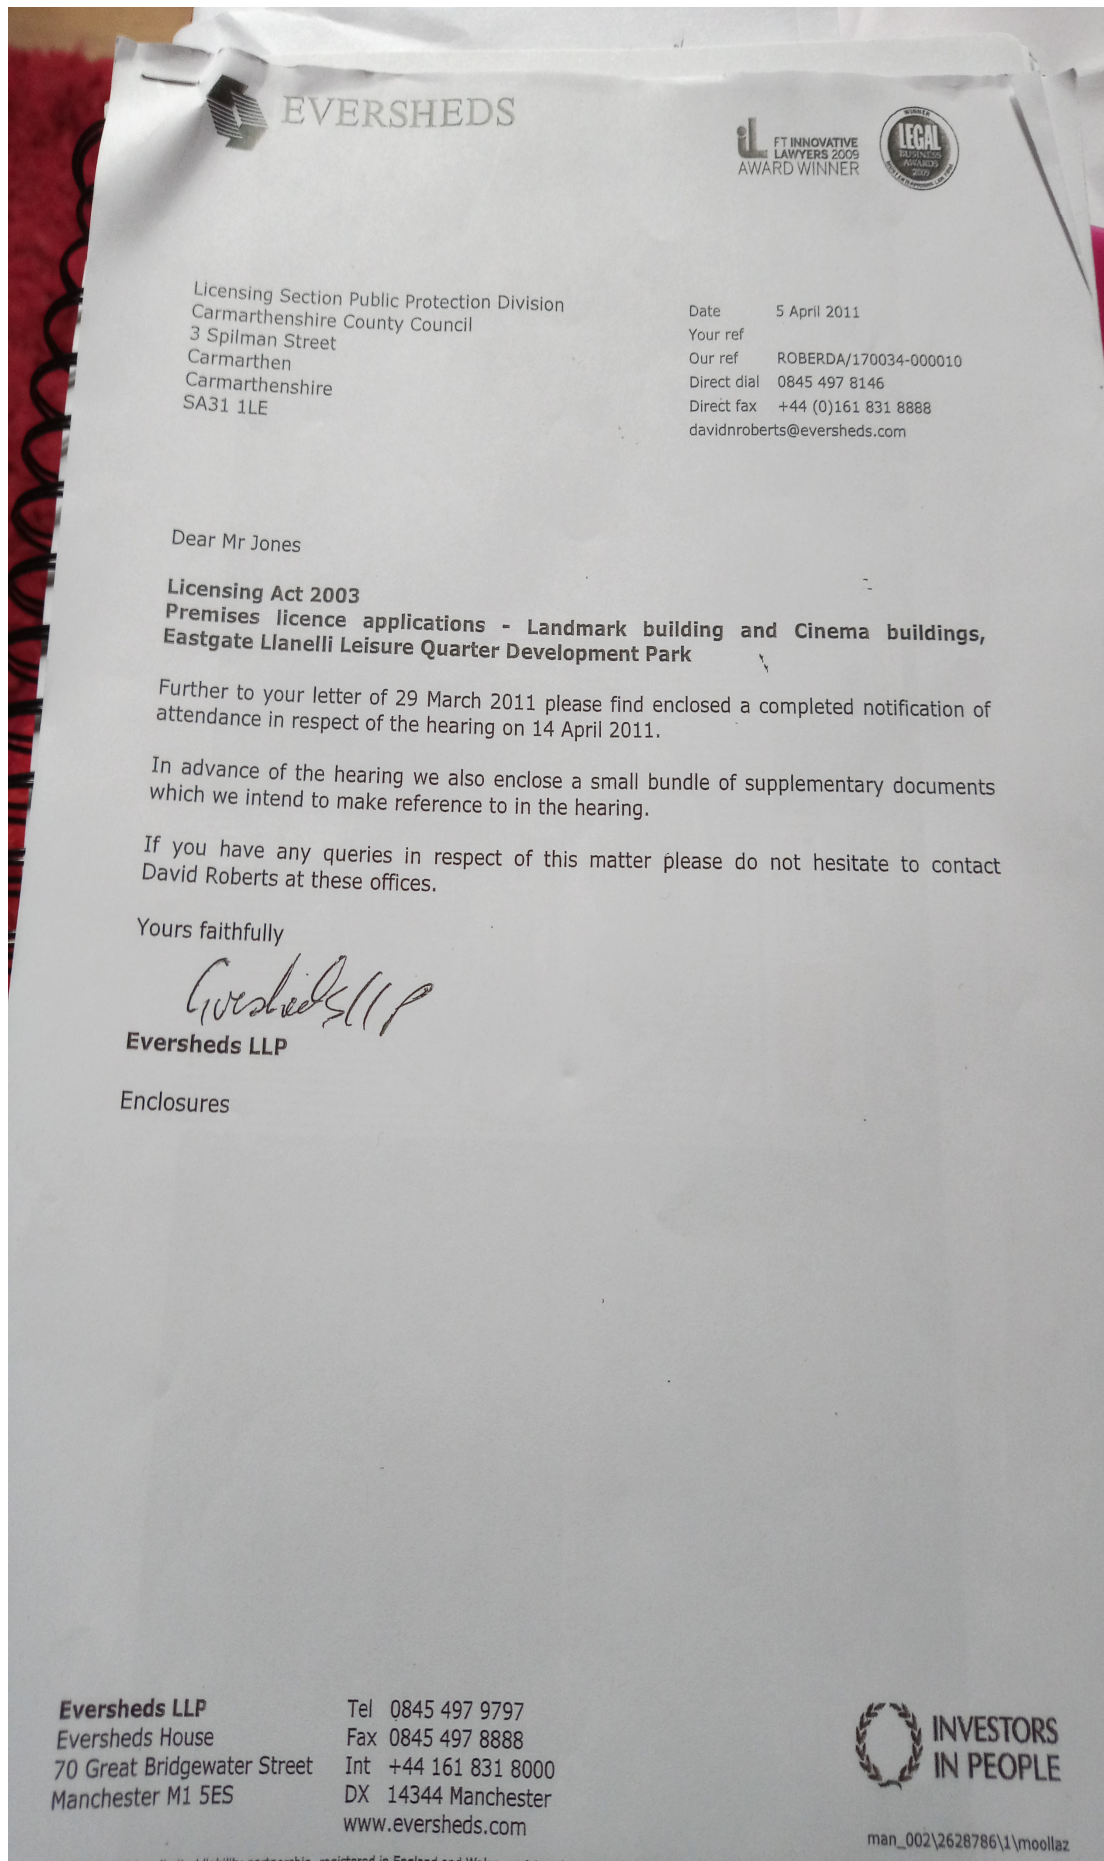 EVERSHEDS
FT INNOVATIVE
LAWYERS 2009
AWARD WINNER
WINNER
LEGAL
BUSINESS
AWARDS
2009
Licensing Section Public Protection Division
Carmarthenshire County Council
3 Spilman Street
Carmarthen
Carmarthenshire
SA31 1LE
Date 5 April 2011
Your ref
Our ref ROBERDA/170034-000010
Direct dial 0845 497 8146
Direct fax +44 (0)161 831 8888
davidnroberts@eversheds.com
Dear Mr Jones
Licensing Act 2003
Premises licence applications - Landmark building and Cinema buildings,
Eastgate Llanelli Leisure Quarter Development Park
Further to your letter of 29 March 2011 please find enclosed a completed notification of
attendance in respect of the hearing on 14 April 2011.
In advance of the hearing we also enclose a small bundle of supplementary documents
which we intend to make reference to in the hearing.
If you have any queries in respect of this matter please do not hesitate to contact
David Roberts at these offices.
Yours faithfully
Eversheds LLP
Eversheds LLP
Enclosures
Eversheds LLP
Eversheds House
70 Great Bridgewater Street
Manchester M1 5ES
Tel 0845 497 9797
Fax 0845 497 8888
Int +44 161 831 8000
DX 14344 Manchester
www.eversheds.com
INVESTORS
IN PEOPLE
man_002\2628786\1\moollaz